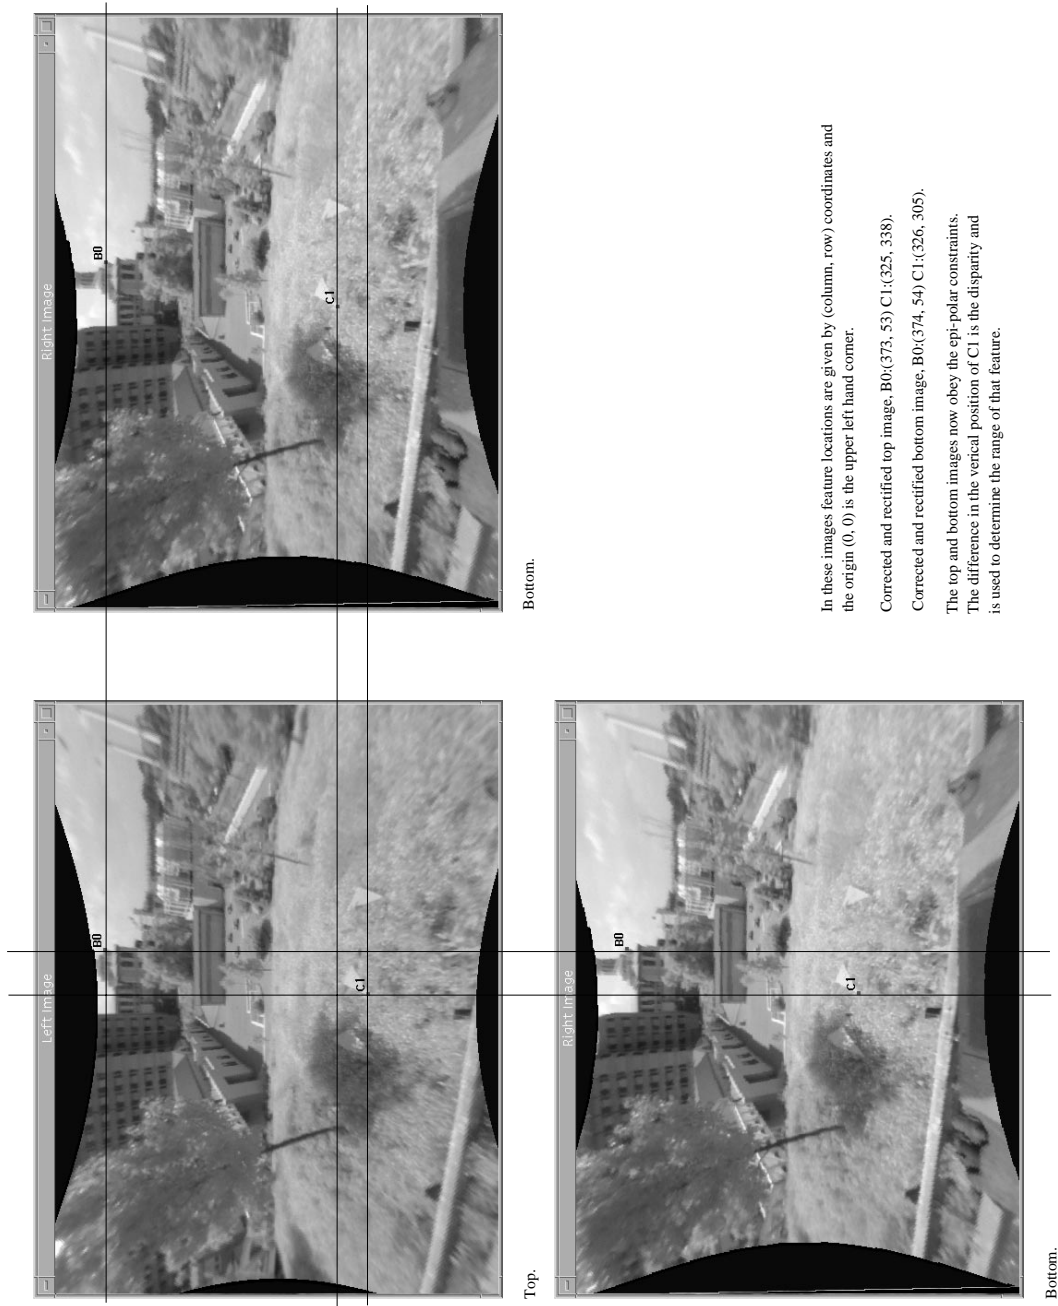 Left Image
B0
C1
Top.
Right Image
B0
C1
Bottom.
Right Image
B0
C1
Bottom.
In these images feature locations are given by (column, row) coordinates and
the origin (0, 0) is the upper left hand corner.
Corrected and rectified top image, B0:(373, 53) C1:(325, 338).
Corrected and rectified bottom image, B0:(374, 54) C1:(326, 305).
The top and bottom images now obey the epi-polar constraints.
The difference in the verical position of C1 is the disparity and
is used to determine the range of that feature.